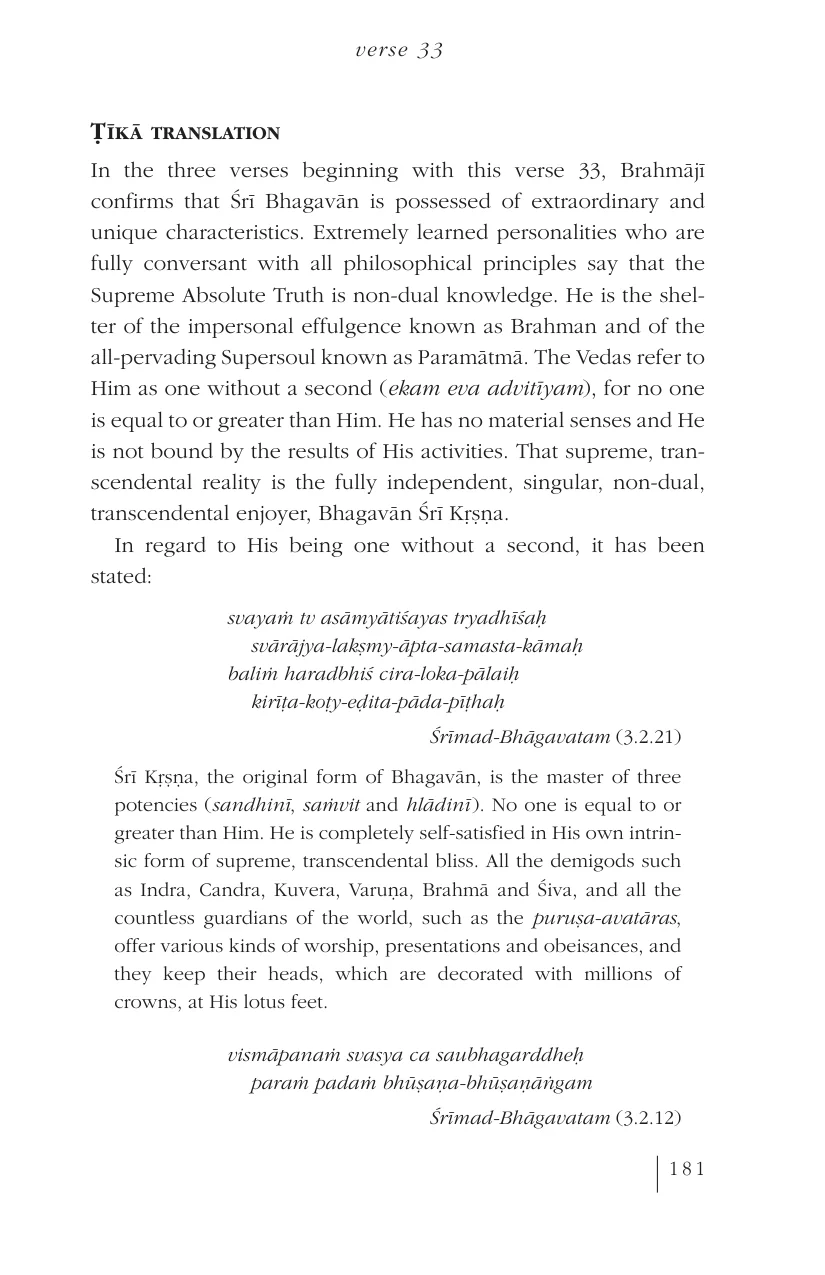 verse 33
ṬĪKĀ TRANSLATION
In the three verses beginning with this verse 33, Brahmājī
confirms that Śrī Bhagavān is possessed of extraordinary and
unique characteristics. Extremely learned personalities who are
fully conversant with all philosophical principles say that the
Supreme Absolute Truth is non-dual knowledge. He is the shel-
ter of the impersonal effulgence known as Brahman and of the
all-pervading Supersoul known as Paramātmā. The Vedas refer to
Him as one without a second (ekam eva advitīyam), for no one
is equal to or greater than Him. He has no material senses and He
is not bound by the results of His activities. That supreme, tran-
scendental reality is the fully independent, singular, non-dual,
transcendental enjoyer, Bhagavān Śrī Kṛṣṇa.
In regard to His being one without a second, it has been
stated:
svayaṁ tv asāmyātiśayas tryadhīśaḥ
svārājya-lakṣmy-āpta-samasta-kāmaḥ
baliṁ haradbhiś cira-loka-pālaiḥ
kirīṭa-koṭy-eḍita-pāda-pīṭhaḥ
Śrīmad-Bhāgavatam (3.2.21)
Śrī Kṛṣṇa, the original form of Bhagavān, is the master of three
potencies (sandhinī, saṁvit and hlādinī). No one is equal to or
greater than Him. He is completely self-satisfied in His own intrin-
sic form of supreme, transcendental bliss. All the demigods such
as Indra, Candra, Kuvera, Varuṇa, Brahmā and Śiva, and all the
countless guardians of the world, such as the puruṣa-avatāras,
offer various kinds of worship, presentations and obeisances, and
they keep their heads, which are decorated with millions of
crowns, at His lotus feet.
vismāpanaṁ svasya ca saubhagarddheḥ
paraṁ padaṁ bhūṣaṇa-bhūṣaṇāṅgam
Śrīmad-Bhāgavatam (3.2.12)
181